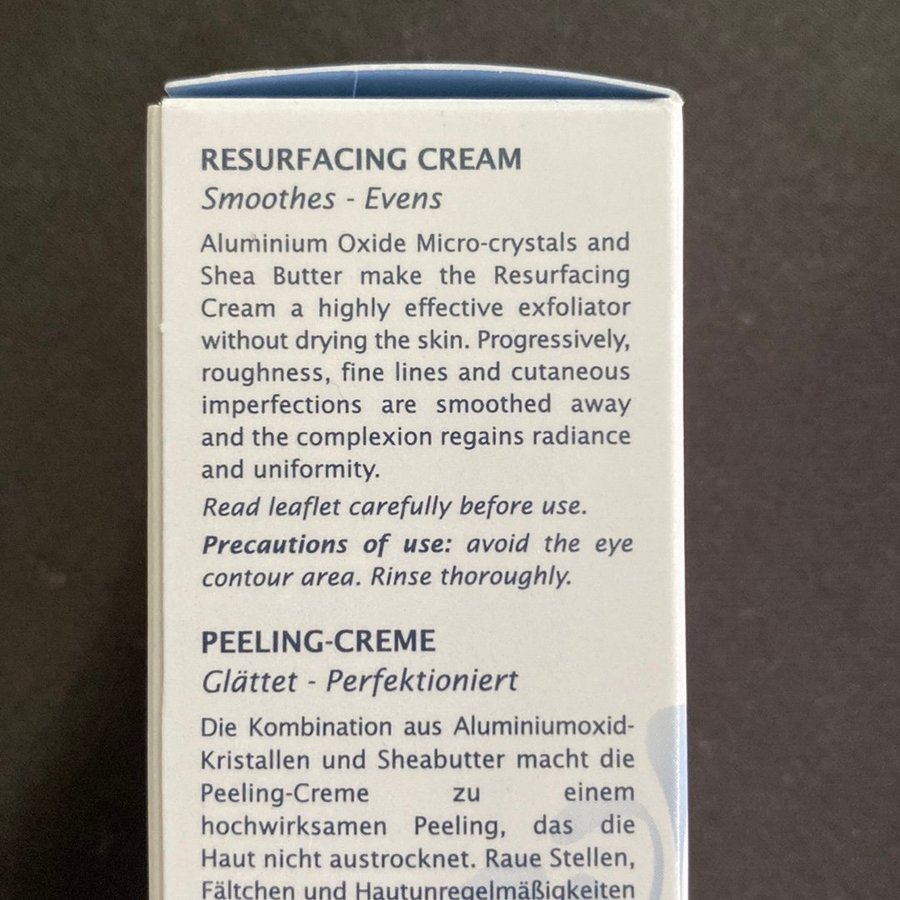 RESURFACING CREAM
Smoothes - Evens
Aluminium Oxide Micro-crystals and
Shea Butter make the Resurfacing
Cream a highly effective exfoliator
without drying the skin. Progressively,
roughness, fine lines and cutaneous
imperfections are smoothed away
and the complexion regains radiance
and uniformity.
Read leaflet carefully before use.
Precautions of use: avoid the eye
contour area. Rinse thoroughly.
PEELING-CREME
Glättet - Perfektioniert
Die Kombination aus Aluminiumoxid-
Kristallen und Sheabutter macht die
Peeling-Creme zu einem
hochwirksamen Peeling, das die
Haut nicht austrocknet. Raue Stellen,
Fältchen und Hautunregelmäßigkeiten